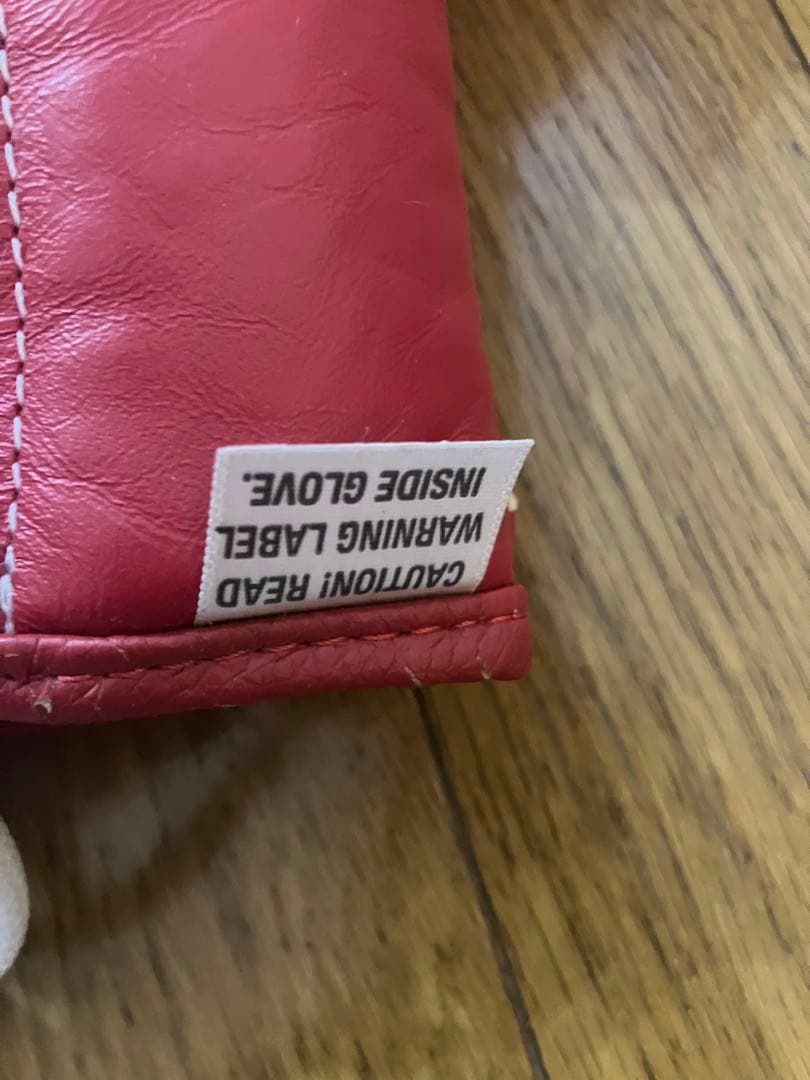 CAUTION! READ
WARNING LABEL
INSIDE GLOVE.